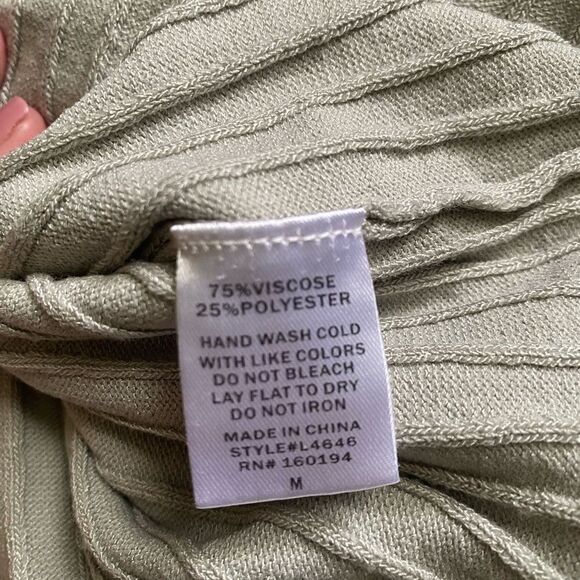 75%VISCOSE
25%POLYESTER
HAND WASH COLD
WITH LIKE COLORS
DO NOT BLEACH
LAY FLAT TO DRY
DO NOT IRON
MADE IN CHINA
STYLE#L4646
RN# 160194
M